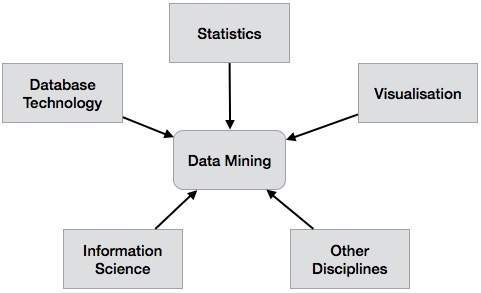 Statistics
Database
Technology
Visualisation
Data Mining
Information
Science
Other
Disciplines